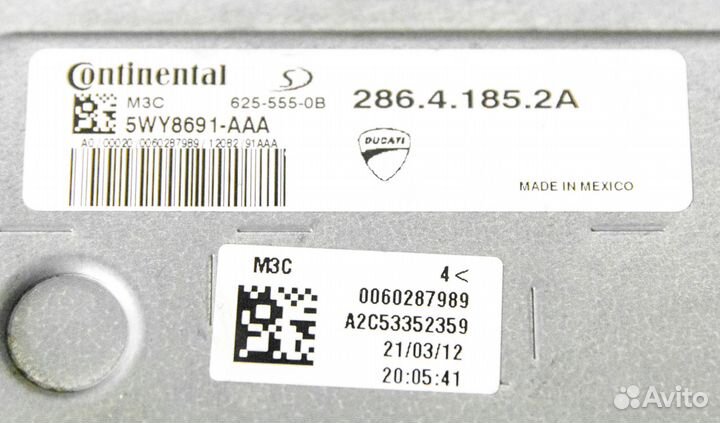 Continental
M3C 625-555-0B 286.4.185.2A
5WY8691-AAA
A0 00020 0060287989 12082 91AAA
DUCATI
MADE IN MEXICO
M3C 4<
0060287989
A2C53352359
21/03/12
20:05:41
Avito